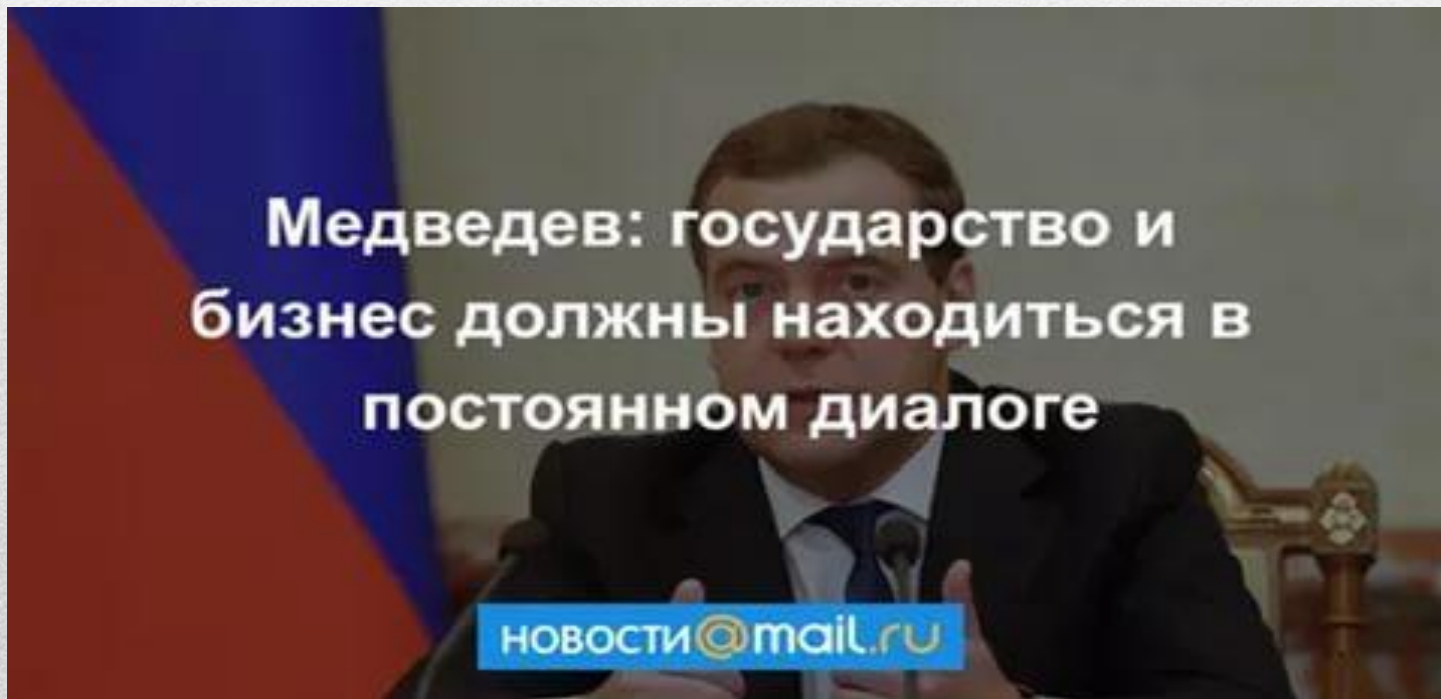 Медведев: государство и
бизнес должны находиться в
постоянном диалоге
новости@mail.ru